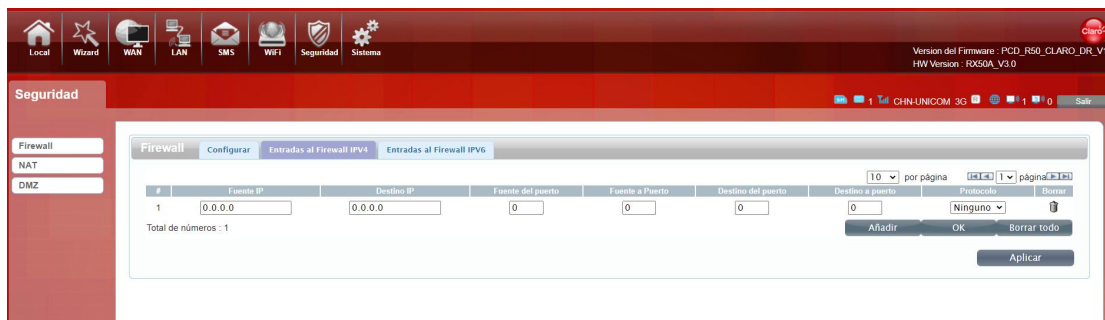 Claro
Local Wizard WAN LAN SMS WiFi Seguridad Sistema
Version del Firmware : PCD_R50_CLARO_DR_V
HW Version : RX50A_V3.0
Seguridad
1 CHN-UNICOM 3G 1 0 Salir
Firewall
NAT
DMZ
Firewall Configurar Entradas al Firewall IPV4 Entradas al Firewall IPV6
10 por página 1 página
# Fuente IP Destino IP Fuente del puerto Fuente a Puerto Destino del puerto Destino a puerto Protocolo Borrar
1 0.0.0.0 0.0.0.0 0 0 0 0 Ninguno
Total de números : 1 Añadir OK Borrar todo
Aplicar